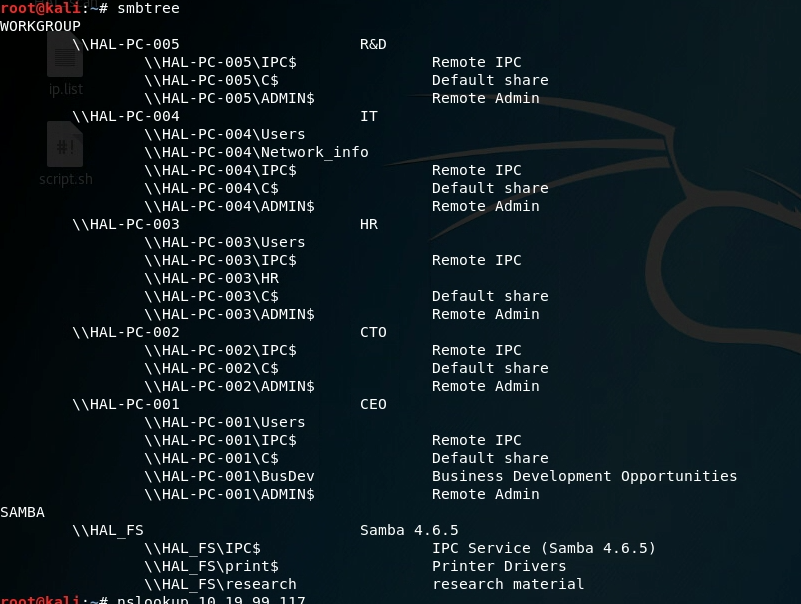 root@kali:~# smbtree
WORKGROUP
\\HAL-PC-005 R&D
\\HAL-PC-005\IPC$ Remote IPC
\\HAL-PC-005\C$ Default share
\\HAL-PC-005\ADMIN$ Remote Admin
\\HAL-PC-004 IT
\\HAL-PC-004\Users
\\HAL-PC-004\Network_info
\\HAL-PC-004\IPC$ Remote IPC
\\HAL-PC-004\C$ Default share
\\HAL-PC-004\ADMIN$ Remote Admin
\\HAL-PC-003 HR
\\HAL-PC-003\Users
\\HAL-PC-003\IPC$ Remote IPC
\\HAL-PC-003\HR
\\HAL-PC-003\C$ Default share
\\HAL-PC-003\ADMIN$ Remote Admin
\\HAL-PC-002 CTO
\\HAL-PC-002\IPC$ Remote IPC
\\HAL-PC-002\C$ Default share
\\HAL-PC-002\ADMIN$ Remote Admin
\\HAL-PC-001 CEO
\\HAL-PC-001\Users
\\HAL-PC-001\IPC$ Remote IPC
\\HAL-PC-001\C$ Default share
\\HAL-PC-001\BusDev Business Development Opportunities
\\HAL-PC-001\ADMIN$ Remote Admin
SAMBA
\\HAL_FS Samba 4.6.5
\\HAL_FS\IPC$ IPC Service (Samba 4.6.5)
\\HAL_FS\print$ Printer Drivers
\\HAL_FS\research research material
root@kali:~# nslookup 10.19.99.117
ip.list
#!
script.sh